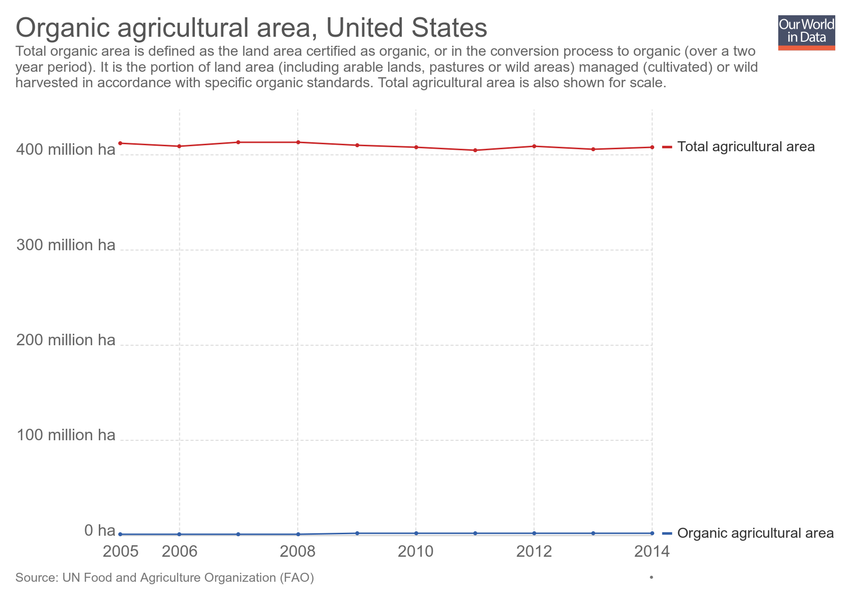 Organic agricultural area, United States
Our World
in Data
Total organic area is defined as the land area certified as organic, or in the conversion process to organic (over a two
year period). It is the portion of land area (including arable lands, pastures or wild areas) managed (cultivated) or wild
harvested in accordance with specific organic standards. Total agricultural area is also shown for scale.
400 million ha
Total agricultural area
300 million ha
200 million ha
100 million ha
0 ha
Organic agricultural area
2005 2006 2008 2010 2012 2014
Source: UN Food and Agriculture Organization (FAO)